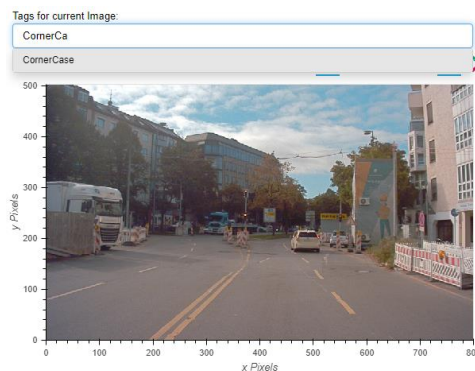 Tags for current Image:
CornerCa
CornerCase
500
400
300
200
100
0
y Pixels
0 100 200 300 400 500 600 700 80
x Pixels